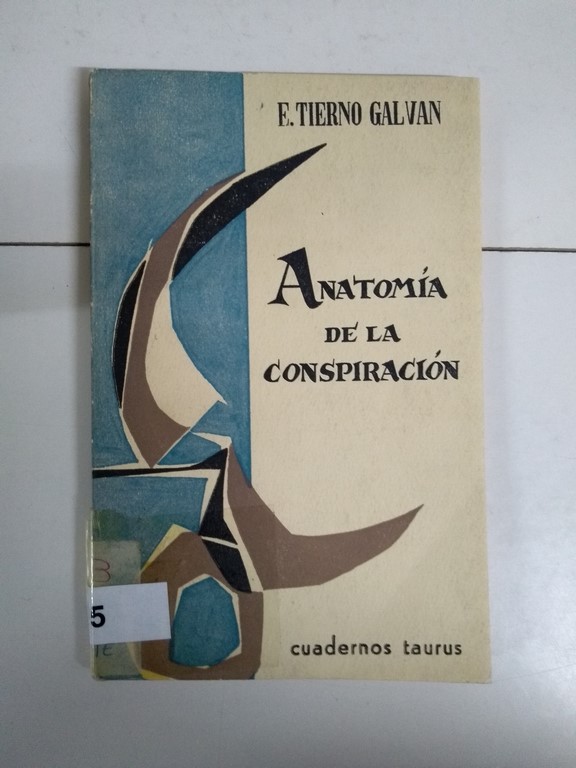 E. TIERNO GALVAN
ANATOMÍA
DE LA
CONSPIRACIÓN
5
cuadernos taurus